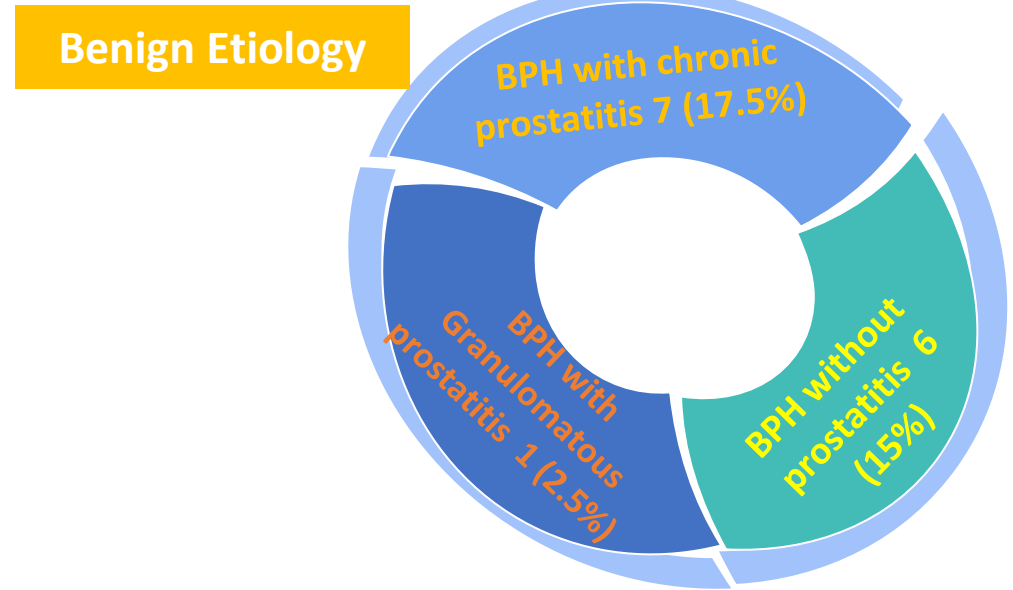 Benign Etiology
BPH with chronic
prostatitis 7 (17.5%)
BPH without
prostatitis 6
(15%)
BPH with
Granulomatous
prostatitis 1 (2.5%)